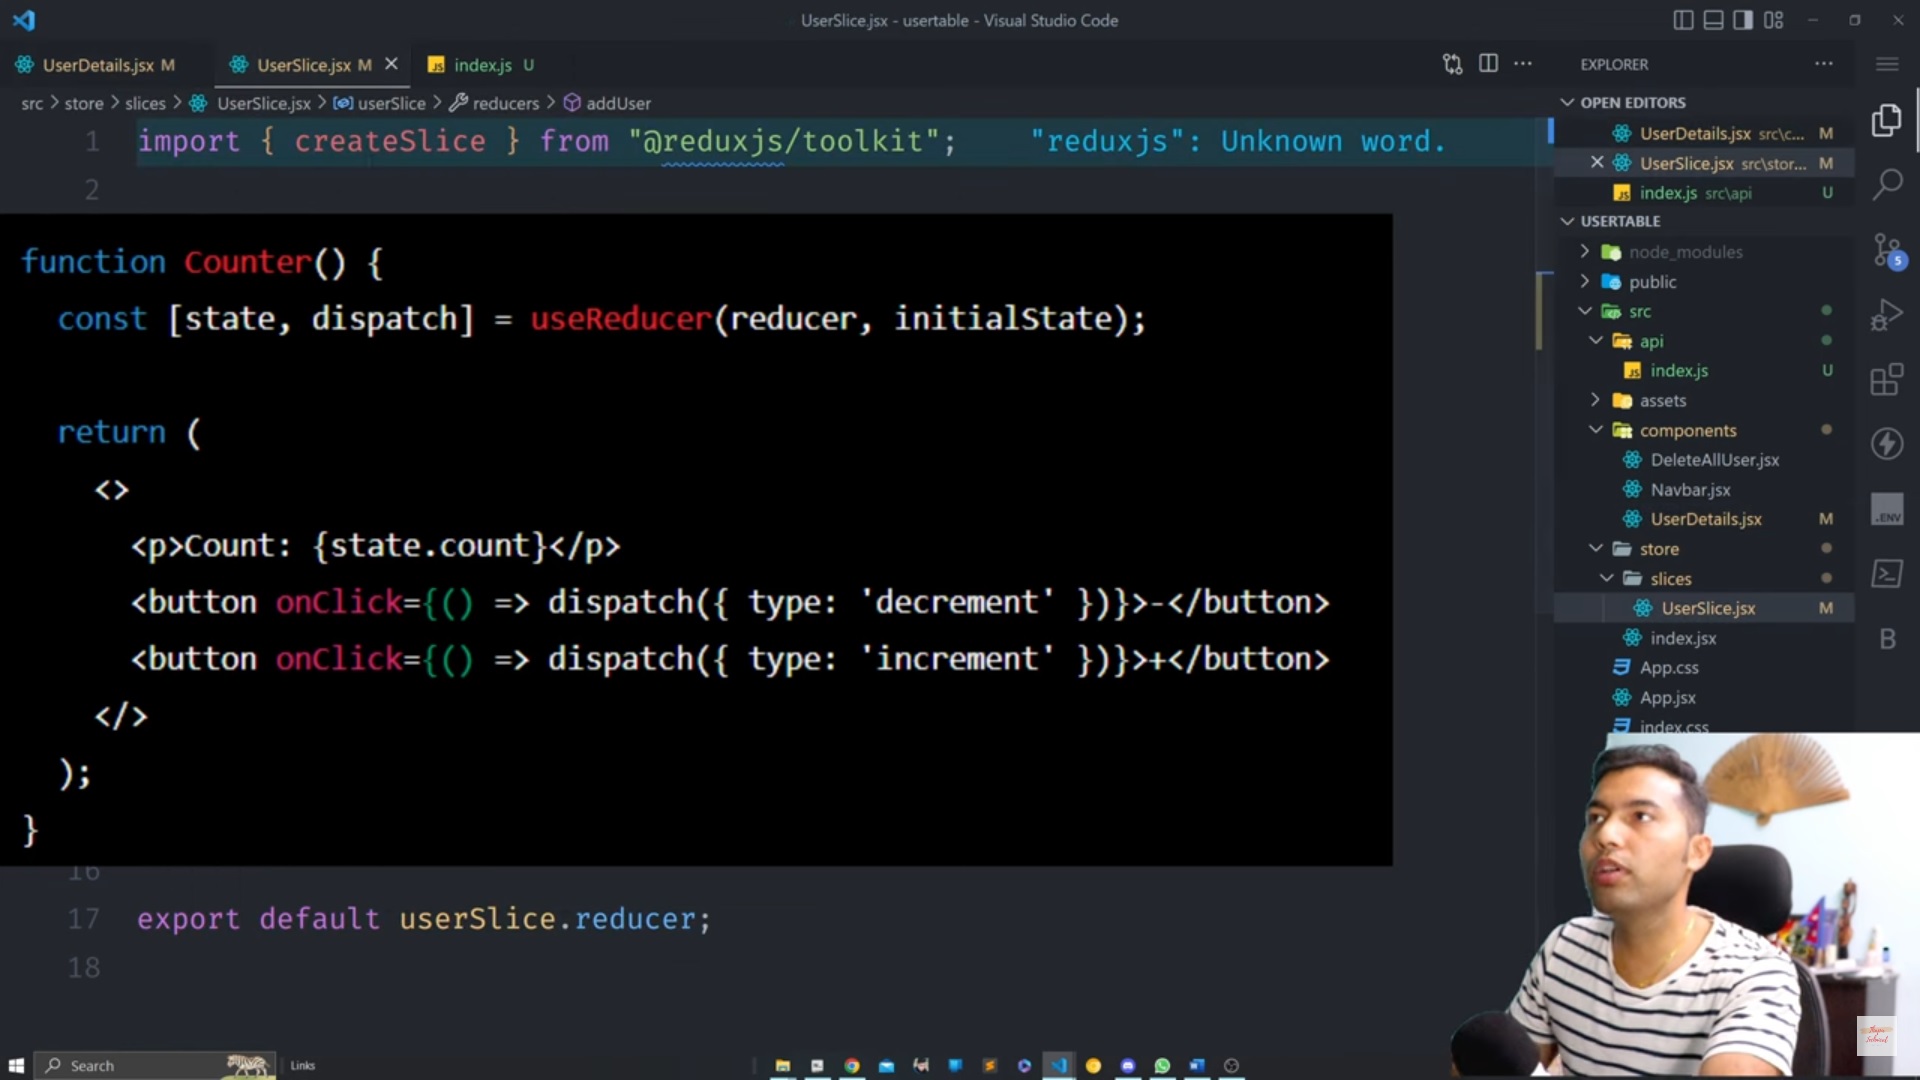 UserSlice.jsx - usertable - Visual Studio Code
UserDetails.jsx M
UserSlice.jsx M
JS index.js U
EXPLORER
src > store > slices > UserSlice.jsx > userSlice > reducers > addUser
OPEN EDITORS
UserDetails.jsx src\c... M
UserSlice.jsx src\stor... M
JS index.js src\api U
USERTABLE
node_modules
public
src
api
JS index.js U
assets
components
DeleteAllUser.jsx
Navbar.jsx
UserDetails.jsx M
store
slices
UserSlice.jsx M
index.jsx
App.css
App.jsx
index.css
5
.ENV
B
1 import { createSlice } from "@reduxjs/toolkit"; "reduxjs": Unknown word.
2
function Counter() {
const [state, dispatch] = useReducer(reducer, initialState);
return (
<>
<p>Count: {state.count}</p>
<button onClick={() => dispatch({ type: 'decrement' })}>-</button>
<button onClick={() => dispatch({ type: 'increment' })}>+</button>
</>
);
}
16
17 export default userSlice.reducer;
18
Search
Links